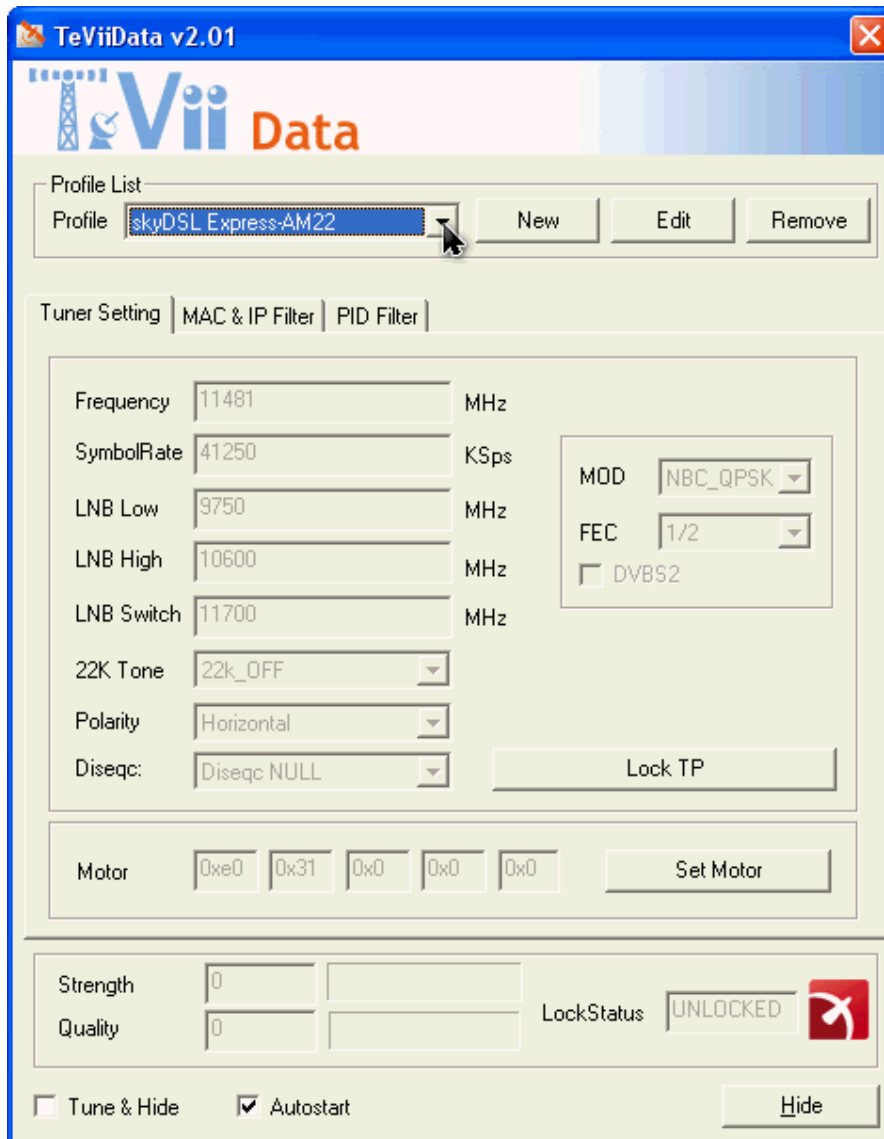 TeViiData v2.01
TeVii Data
Profile List
Profile skyDSL Express-AM22 New Edit Remove
Tuner Setting MAC & IP Filter PID Filter
Frequency 11481 MHz
SymbolRate 41250 KSps
MOD NBC_QPSK
LNB Low 9750 MHz
FEC 1/2
LNB High 10600 MHz
DVBS2
LNB Switch 11700 MHz
22K Tone 22k_OFF
Polarity Horizontal
Diseqc: Diseqc NULL Lock TP
Motor 0xe0 0x31 0x0 0x0 0x0 Set Motor
Strength 0
LockStatus UNLOCKED
Quality 0
Tune & Hide Autostart Hide